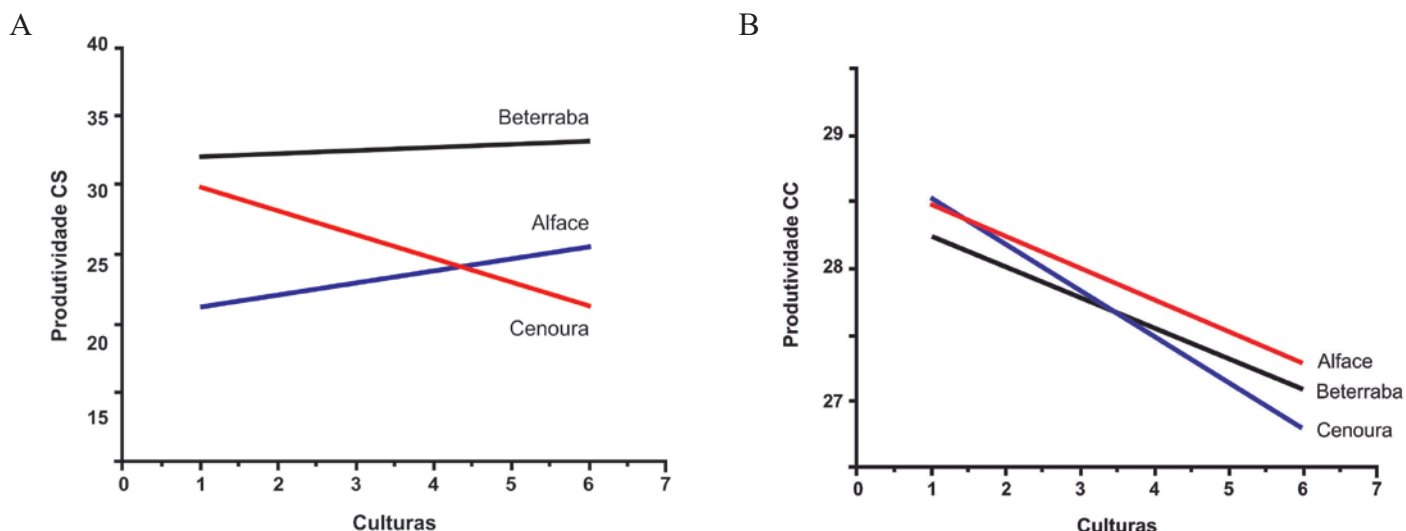 A
40
35
30
25
20
15
Produtividade CS
Beterraba
Alface
Cenoura
0 1 2 3 4 5 6 7
Culturas
B
29
28
27
Produtividade CC
Alface
Beterraba
Cenoura
0 1 2 3 4 5 6 7
Culturas